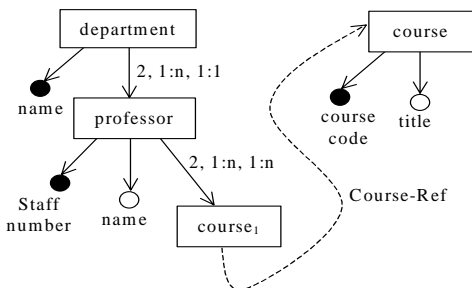 department
course
2, 1:n, 1:1
name
professor
course
code
title
2, 1:n, 1:n
Staff
number
name
Course-Ref
course₁